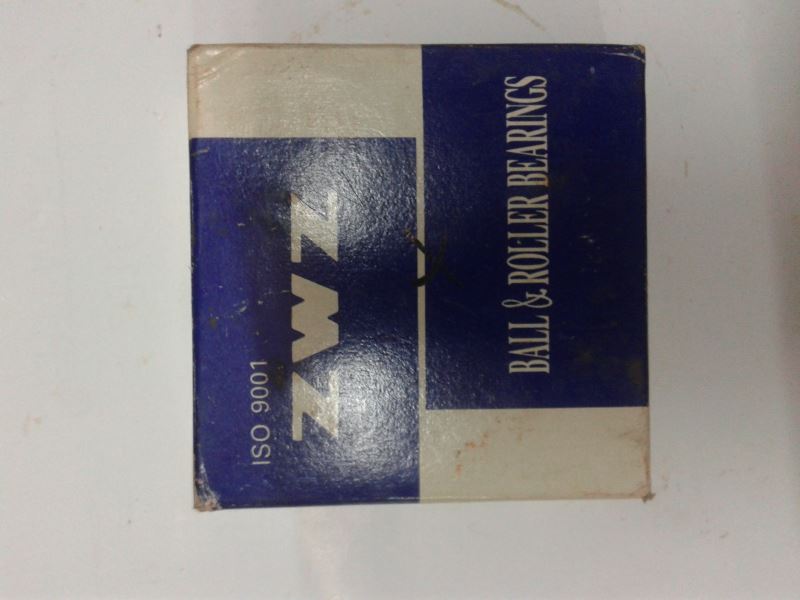 ISO 9001
ZWZ
BALL & ROLLER BEARINGS